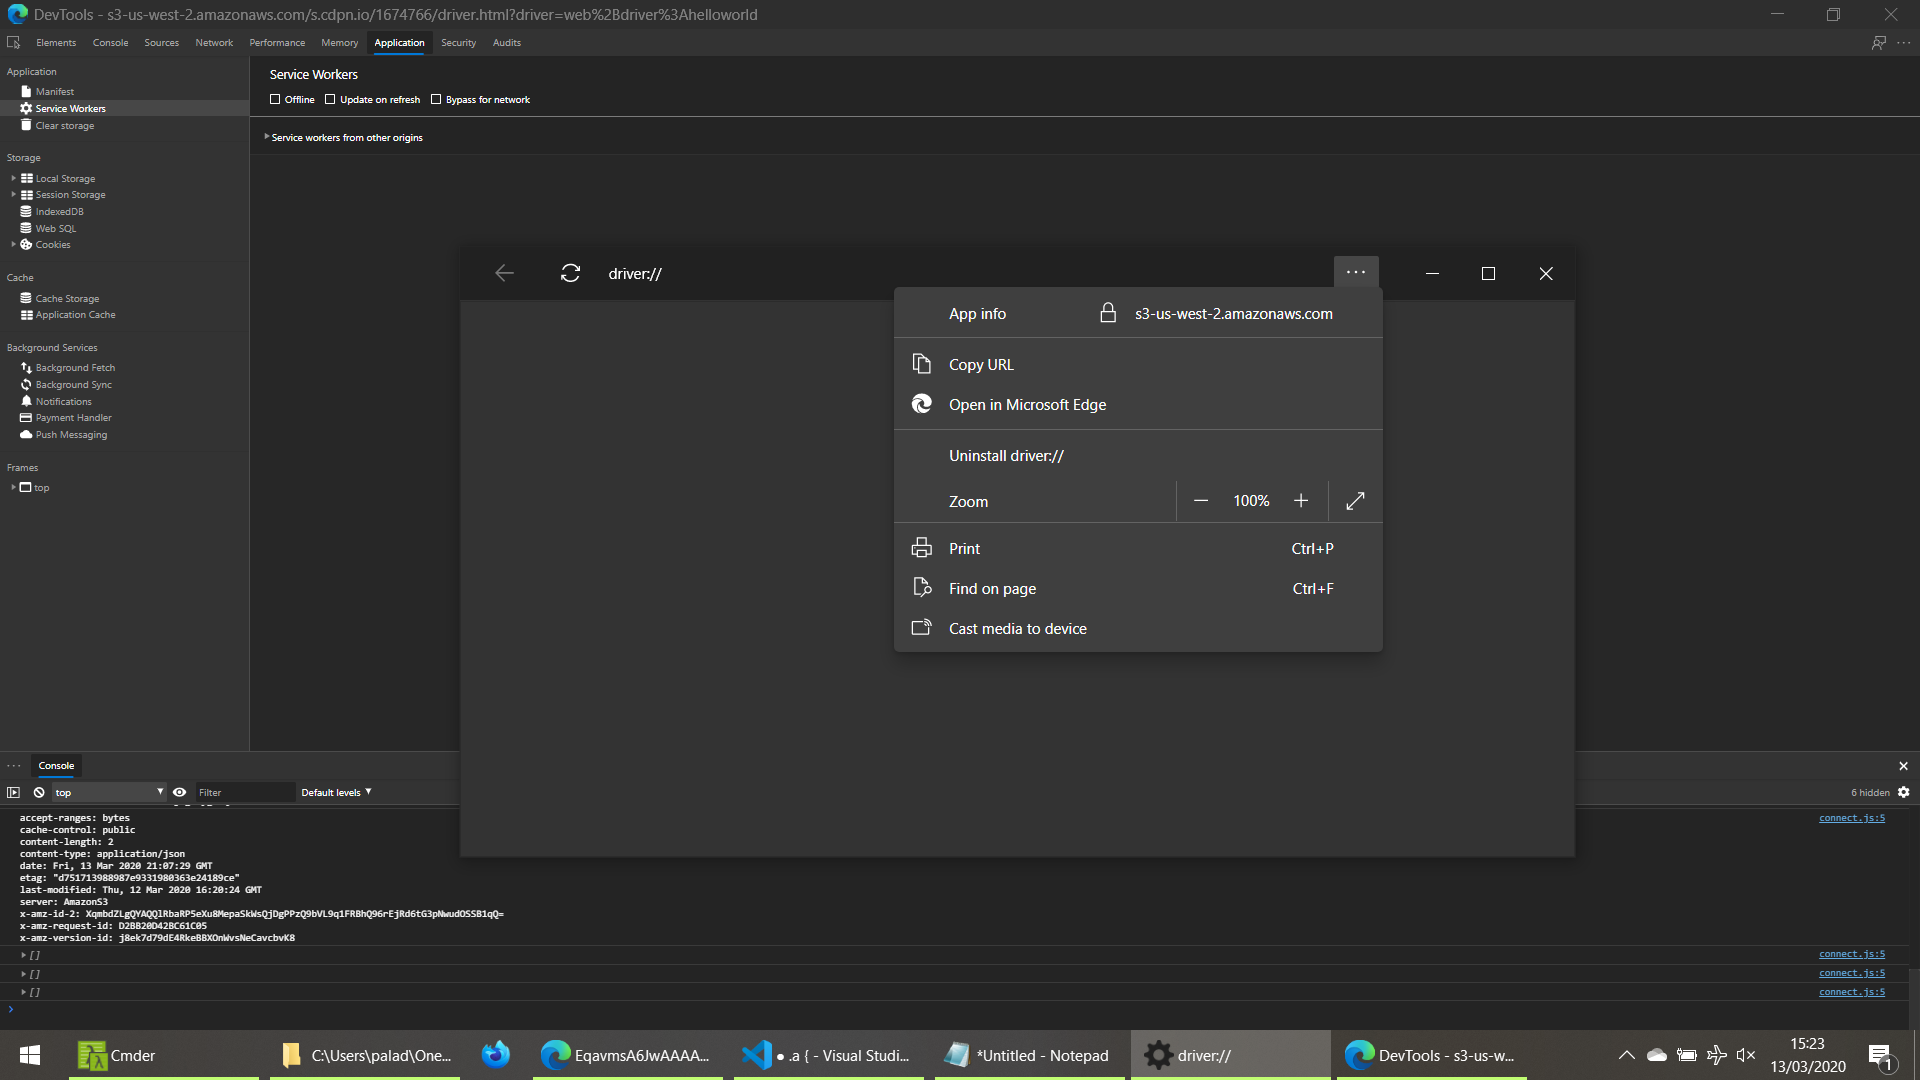 DevTools - s3-us-west-2.amazonaws.com/s.cdpn.io/1674766/driver.html?driver=web%2Bdriver%3Ahelloworld
Elements Console Sources Network Performance Memory Application Security Audits
Application
Manifest
Service Workers
Clear storage
Storage
Local Storage
Session Storage
IndexedDB
Web SQL
Cookies
Cache
Cache Storage
Application Cache
Background Services
Background Fetch
Background Sync
Notifications
Payment Handler
Push Messaging
Frames
top
Service Workers
Offline Update on refresh Bypass for network
Service workers from other origins
driver://
App info s3-us-west-2.amazonaws.com
Copy URL
Open in Microsoft Edge
Uninstall driver://
Zoom 100%
Print Ctrl+P
Find on page Ctrl+F
Cast media to device
Console
top Filter Default levels 6 hidden
accept-ranges: bytes connect.js:5
cache-control: public
content-length: 2
content-type: application/json
date: Fri, 13 Mar 2020 21:07:29 GMT
etag: "d751713988987e9331980363e24189ce"
last-modified: Thu, 12 Mar 2020 16:20:24 GMT
server: AmazonS3
x-amz-id-2: XqmbdZLgQYAQQlRbaRP5eXu8MepaSkWsQjDgPPzQ9bVL9q1FRBhQ96rEjRd6tG3pNwudOSSB1qQ=
x-amz-request-id: D2BB20D42BC61C05
x-amz-version-id: j8ek7d79dE4RkeBBXOnWvsNeCavcbvK8
[] connect.js:5
[] connect.js:5
[] connect.js:5
Cmder C:\Users\palad\One... EqavmsA6JwAAAA... ● .a { - Visual Studi... *Untitled - Notepad driver:// DevTools - s3-us-w... 15:23
13/03/2020 1